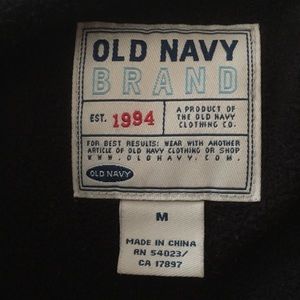 OLD NAVY
BRAND
EST. 1994
A PRODUCT OF
THE OLD NAVY
CLOTHING CO.
FOR BEST RESULTS: WEAR WITH ANOTHER
ARTICLE OF OLD NAVY CLOTHING OR SHOP
WWW.OLDNAVY.COM.
OLD NAVY
M
MADE IN CHINA
RN 54023/
CA 17897